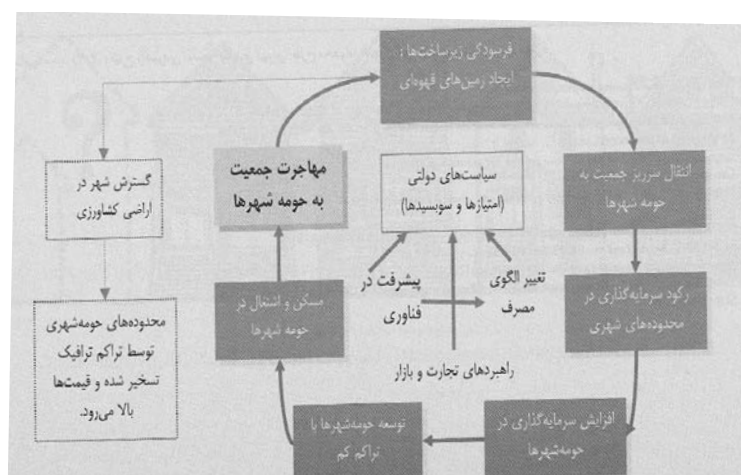 فرسودگی زیرساخت‌ها؛
ایجاد زمین‌های قهوه‌ای
انتقال سرریز جمعیت به
حومه شهرها
رکود سرمایه‌گذاری در
محدوده‌های شهری
افزایش سرمایه‌گذاری در
حومه‌شهرها
توسعه حومه‌شهرها با
تراکم کم
مسکن و اشتغال در
حومه شهرها
مهاجرت جمعیت
به حومه شهرها
سیاست‌های دولتی
(امتیازها و سوبسیدها)
تغییر الگوی
مصرف
پیشرفت در
فناوری
راهبردهای تجارت و بازار
گسترش شهر در
اراضی کشاورزی
محدوده‌های حومه‌شهری
توسط تراکم ترافیک
تسخیر شده و قیمت‌ها
بالا می‌رود.